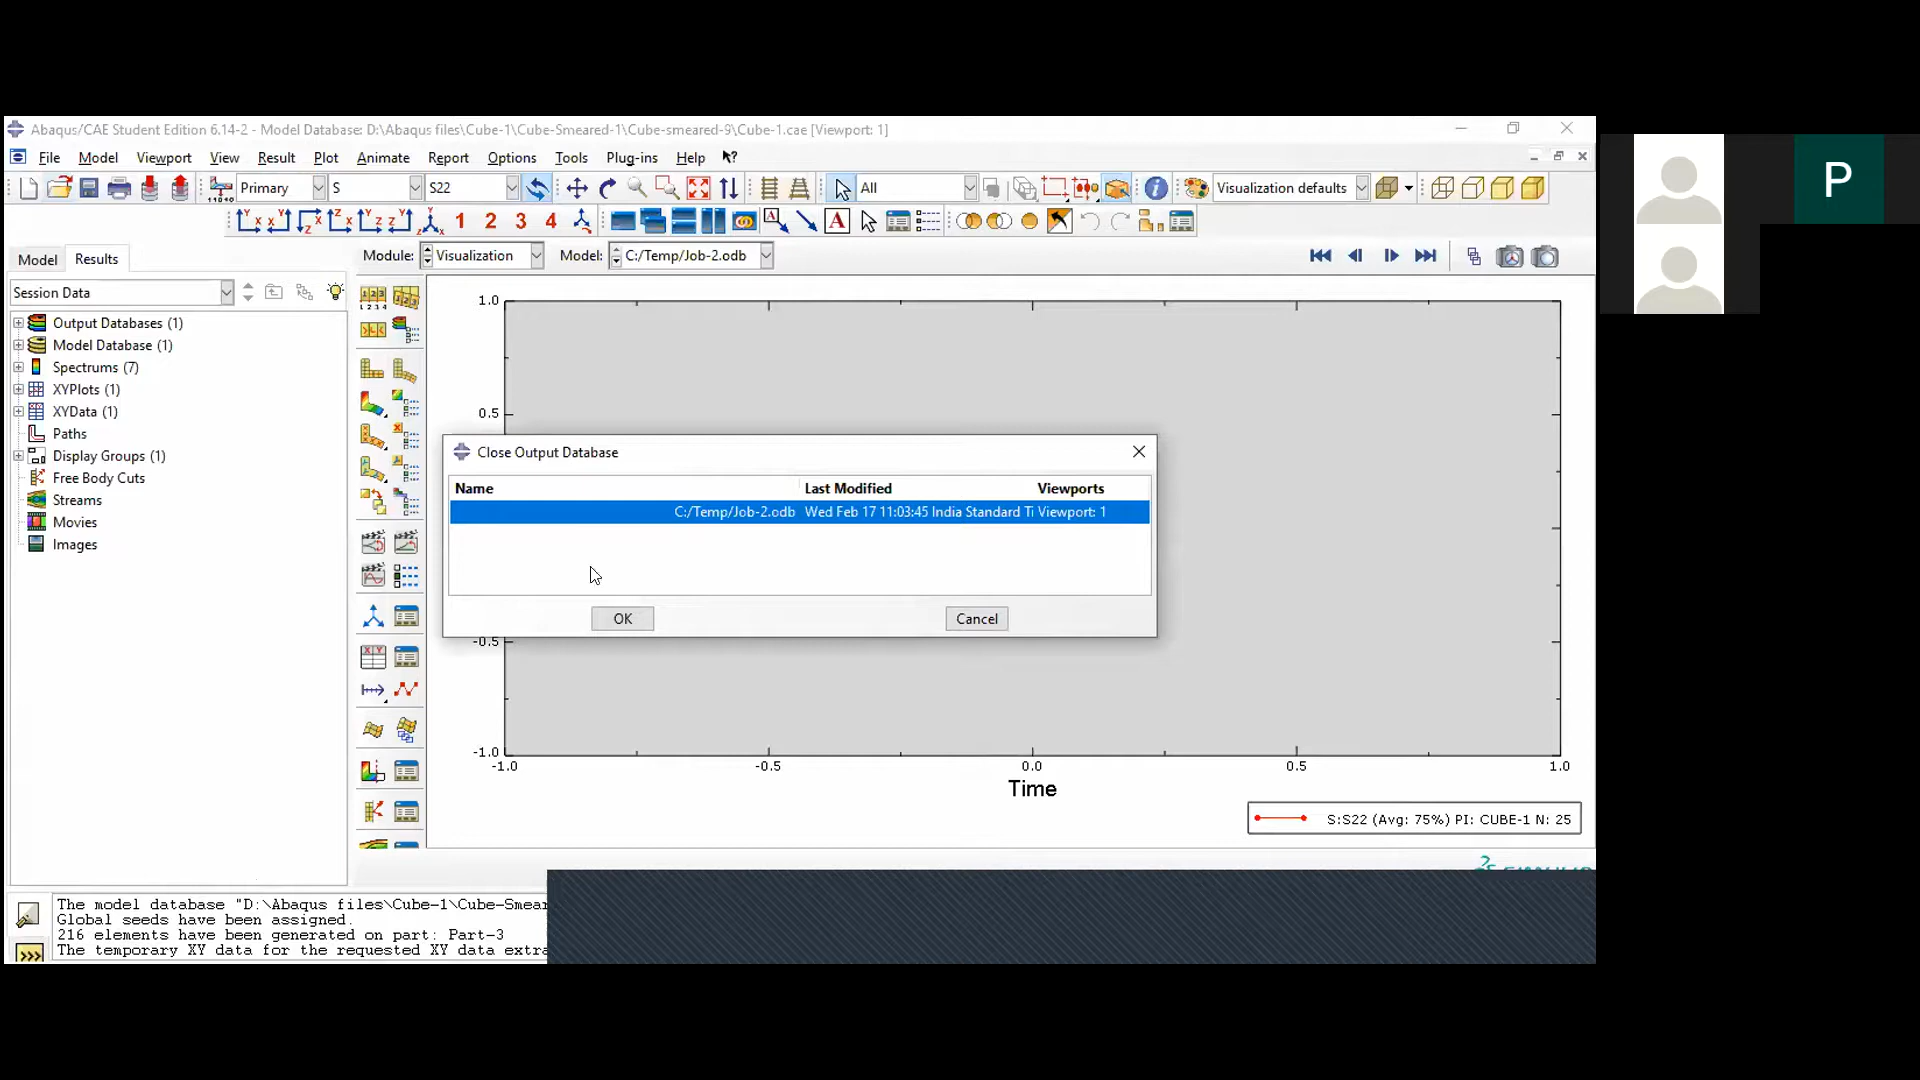 Abaqus/CAE Student Edition 6.14-2 - Model Database: D:\Abaqus files\Cube-1\Cube-Smeared-1\Cube-smeared-9\Cube-1.cae [Viewport: 1]
File Model Viewport View Result Plot Animate Report Options Tools Plug-ins Help
Primary S S22 All Visualization defaults
1 2 3 4
Model Results
Module: Visualization Model: C:/Temp/Job-2.odb
Session Data
Output Databases (1)
Model Database (1)
Spectrums (7)
XYPlots (1)
XYData (1)
Paths
Display Groups (1)
Free Body Cuts
Streams
Movies
Images
1.0
0.5
-0.5
-1.0
-1.0 -0.5 0.0 0.5 1.0
Time
S:S22 (Avg: 75%) PI: CUBE-1 N: 25
Close Output Database
Name Last Modified Viewports
C:/Temp/Job-2.odb Wed Feb 17 11:03:45 India Standard Ti Viewport: 1
OK Cancel
The model database "D:\Abaqus files\Cube-1\Cube-Smear
Global seeds have been assigned.
216 elements have been generated on part: Part-3
The temporary XY data for the requested XY data extra
P